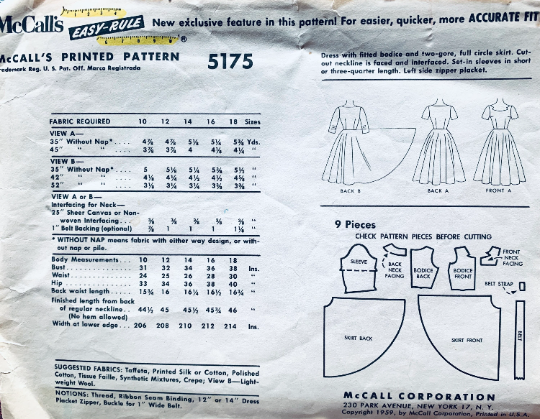 McCall's EASY-RULE ®
New exclusive feature in this pattern! For easier, quicker, more ACCURATE FIT
McCALL'S PRINTED PATTERN 5175
Trademark Reg. U. S. Pat. Off. Marca Registrada
Dress with fitted bodice and two-gore, full circle skirt. Cut-
out neckline is faced and interfaced. Set-in sleeves in short
or three-quarter length. Left side zipper placket.
FABRIC REQUIRED 10 12 14 16 18 Sizes
VIEW A—
35" Without Nap* .... 4⅞ 4⅞ 5⅛ 5¼ 5¾ Yds.
45" " .... 3⅞ 3⅞ 4 4⅛ 4¼ "
VIEW B—
35" Without Nap* .... 5 5⅛ 5⅜ 5½ 5½ "
42" " .... 4⅛ 4¼ 4½ 4½ 4½ "
52" " .... 3¼ 3¼ 3¾ 3¾ 3¾ "
VIEW A or B—
Interfacing for Neck—
25" Sheer Canvas or Non-
woven Interfacing ... ⅜ ⅜ ⅜ ⅜ ⅜ "
1" Belt Backing (optional) ⅞ 1 1 1 1⅛ "
* WITHOUT NAP means fabric with either way design, or with-
out nap or pile.
Body Measurements 10 12 14 16 18
Bust 31 32 34 36 38 Ins.
Waist 24 25 26 28 30 "
Hip 33 34 36 38 40 "
Back waist length 15¾ 16 16¼ 16½ 16¾ "
Finished length from back
of regular neckline .. 44½ 45 45½ 45¾ 46 "
(No hem allowed)
Width at lower edge... 206 208 210 212 214 Ins.
SUGGESTED FABRICS: Taffeta, Printed Silk or Cotton, Polished
Cotton, Tissue Faille, Synthetic Mixtures, Crepe; View B—Light-
weight Wool.
NOTIONS: Thread, Ribbon Seam Binding, 12" or 14" Dress
Placket Zipper, Buckle for 1" Wide Belt.
BACK B BACK A FRONT A
9 Pieces
CHECK PATTERN PIECES BEFORE CUTTING
SLEEVE
BACK NECK FACING
BODICE BACK
BODICE FRONT
FRONT NECK FACING
BELT STRAP
SKIRT BACK
SKIRT FRONT
BELT
McCALL CORPORATION
230 PARK AVENUE, NEW YORK 17, N. Y.
Copyright 1959, by McCall Corporation, Printed in U.S.A.